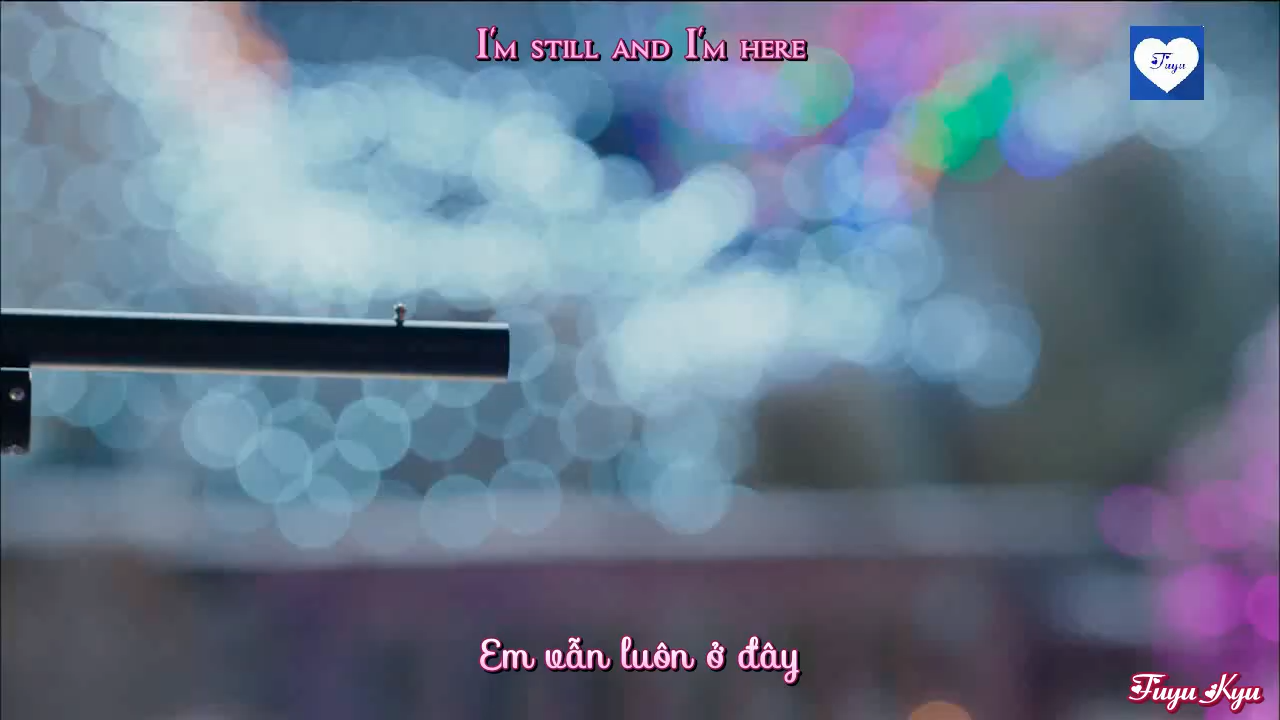 I'm still and I'm here
Fuyu
Em vẫn luôn ở đây
Fuyu Kyu